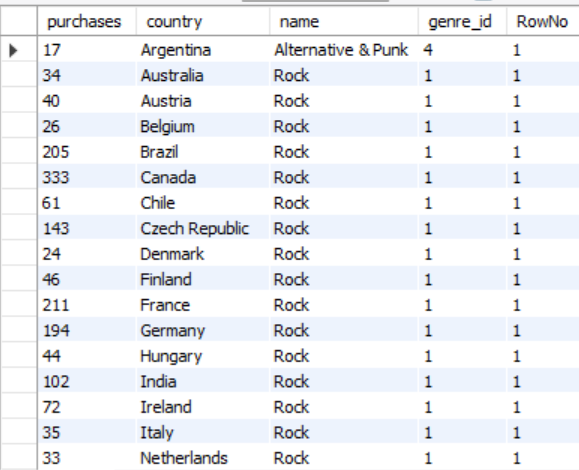 purchases country name genre_id RowNo
17 Argentina Alternative & Punk 4 1
34 Australia Rock 1 1
40 Austria Rock 1 1
26 Belgium Rock 1 1
205 Brazil Rock 1 1
333 Canada Rock 1 1
61 Chile Rock 1 1
143 Czech Republic Rock 1 1
24 Denmark Rock 1 1
46 Finland Rock 1 1
211 France Rock 1 1
194 Germany Rock 1 1
44 Hungary Rock 1 1
102 India Rock 1 1
72 Ireland Rock 1 1
35 Italy Rock 1 1
33 Netherlands Rock 1 1